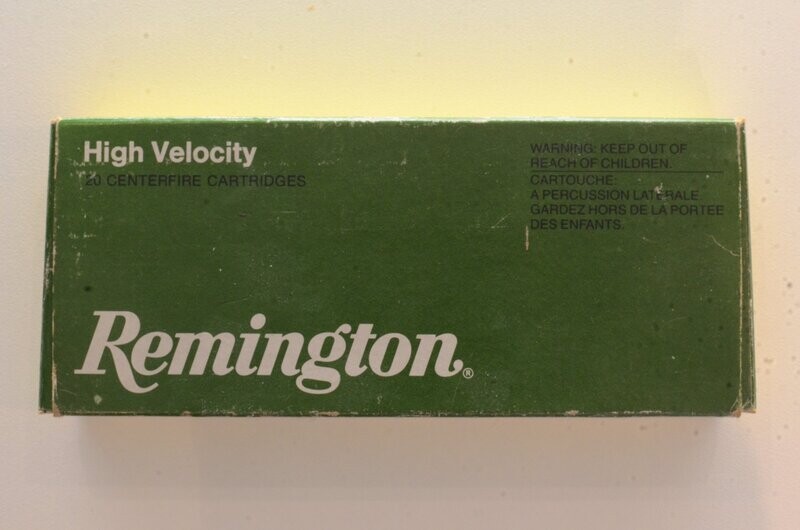 High Velocity
20 CENTERFIRE CARTRIDGES
WARNING: KEEP OUT OF
REACH OF CHILDREN.
CARTOUCHE:
A PERCUSSION LATERALE
GARDEZ HORS DE LA PORTEE
DES ENFANTS.
Remington®